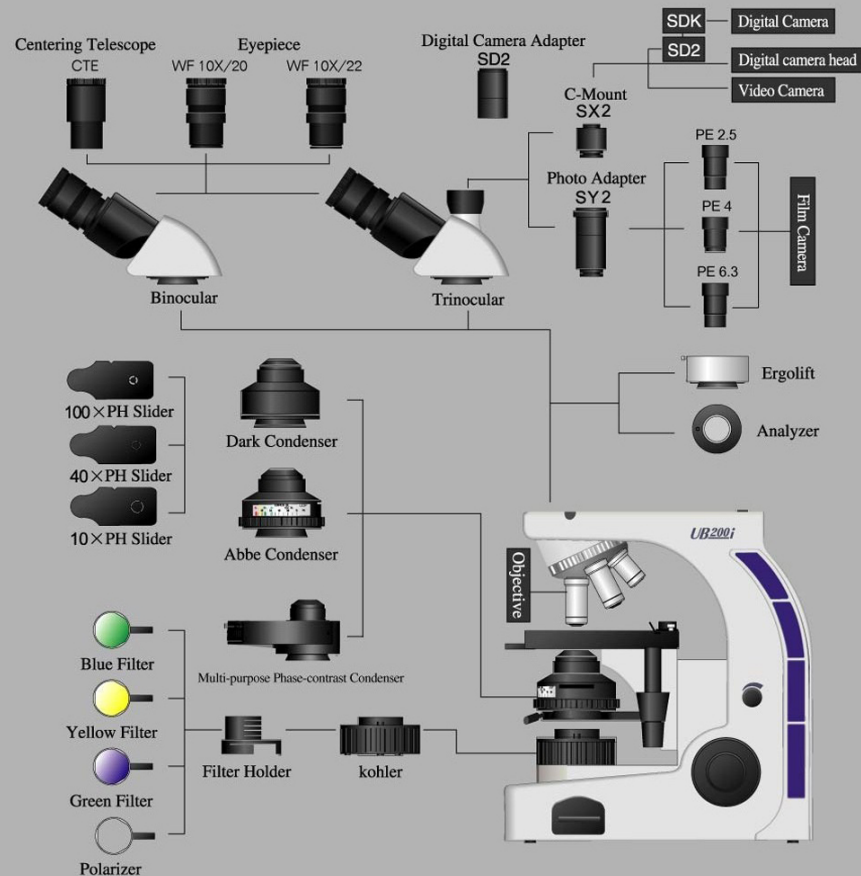 Centering Telescope
CTE
Eyepiece
WF 10X/20
WF 10X/22
Digital Camera Adapter
SD2
SDK
Digital Camera
SD2
Digital camera head
Video Camera
C-Mount
SX2
Photo Adapter
SY2
PE 2.5
PE 4
PE 6.3
Film Camera
Binocular
Trinocular
Ergolift
Analyzer
100×PH Slider
40×PH Slider
10×PH Slider
Dark Condenser
Abbe Condenser
Multi-purpose Phase-contrast Condenser
UB200i
Objective
Blue Filter
Yellow Filter
Green Filter
Polarizer
Filter Holder
kohler